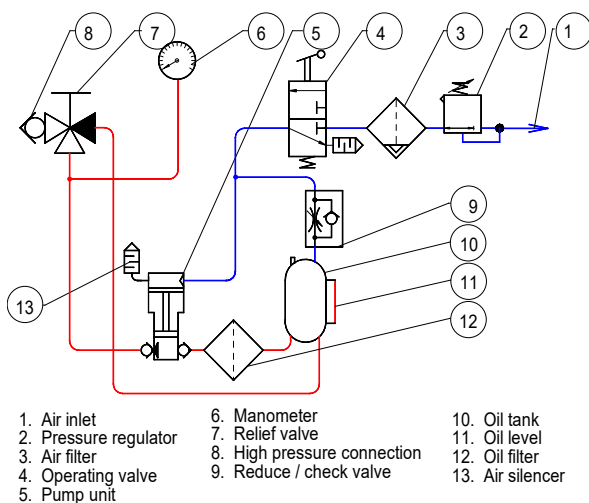 8
7
6
5
4
3
2
1
9
10
11
12
13
1. Air inlet
2. Pressure regulator
3. Air filter
4. Operating valve
5. Pump unit
6. Manometer
7. Relief valve
8. High pressure connection
9. Reduce / check valve
10. Oil tank
11. Oil level
12. Oil filter
13. Air silencer